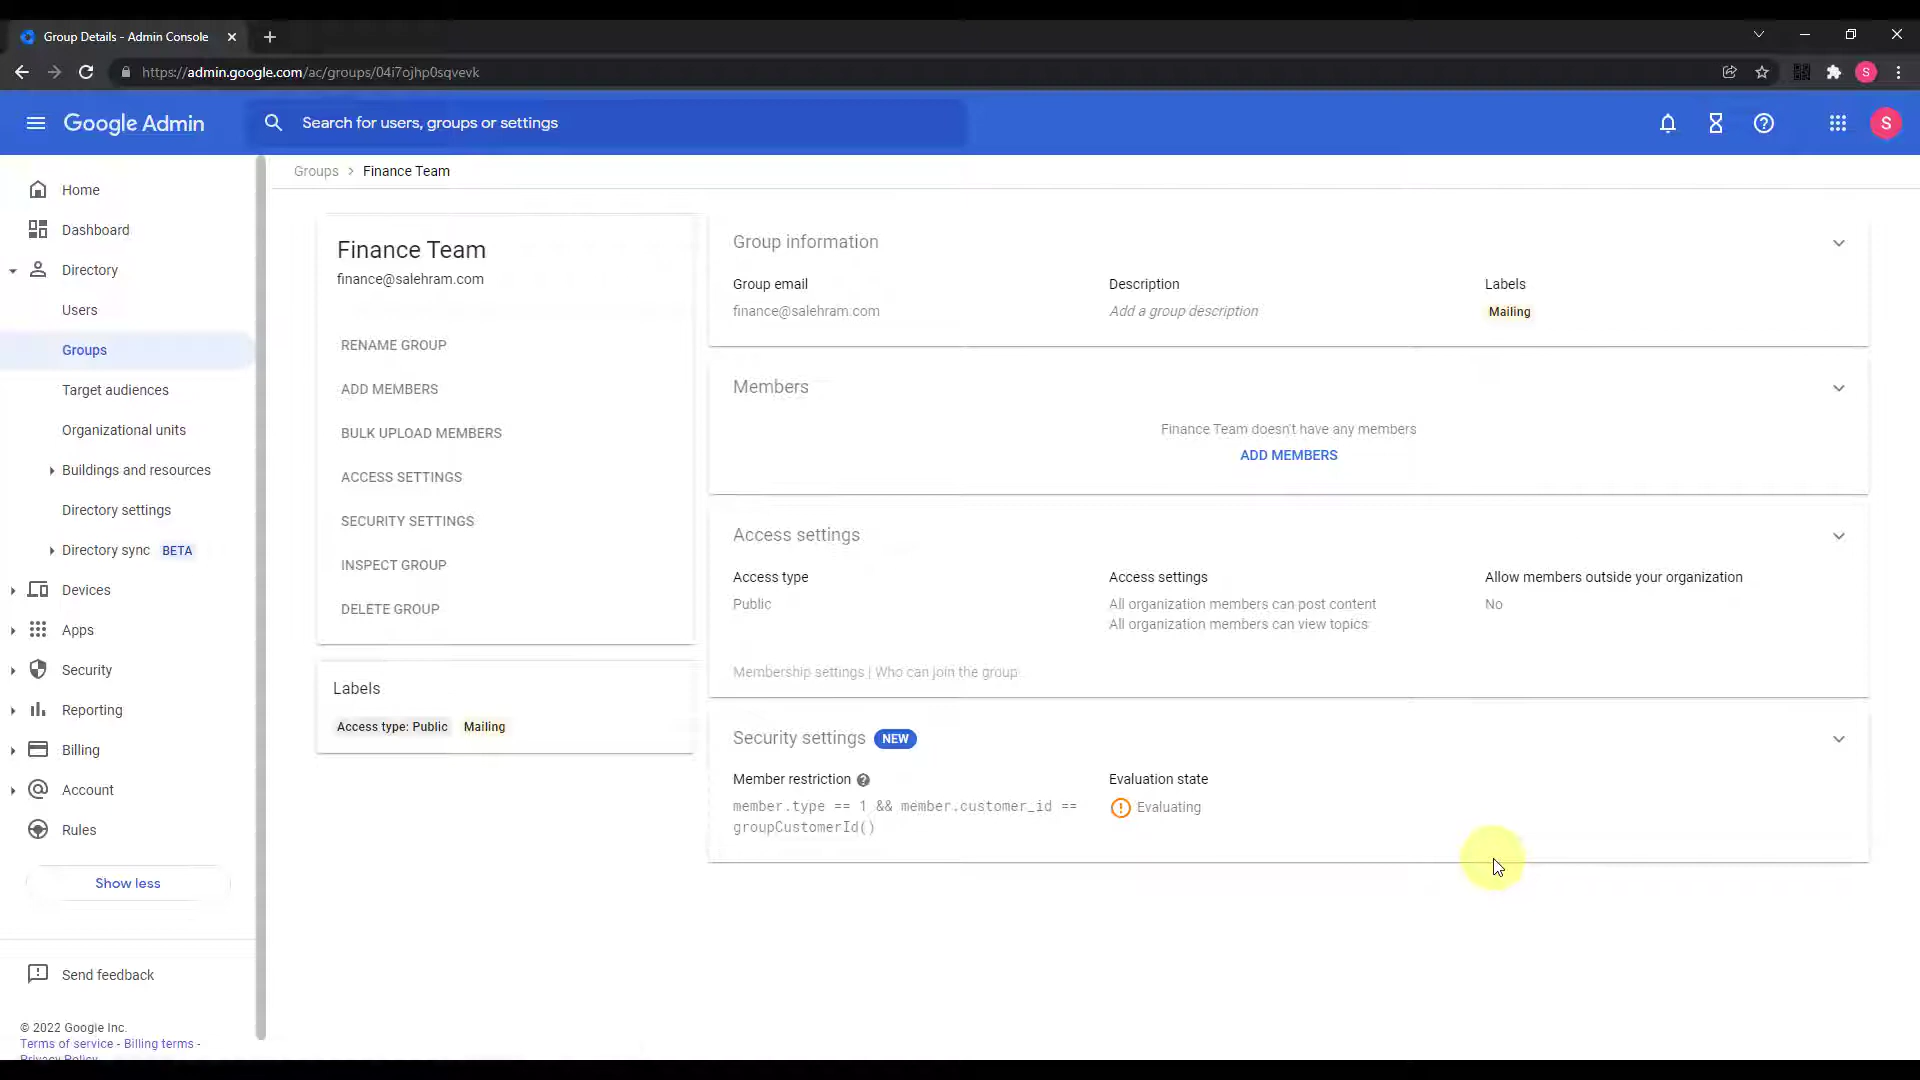 Group Details - Admin Console
https://admin.google.com/ac/groups/04i7ojhp0sqvevk
S
Google Admin
Search for users, groups or settings
S
Home
Dashboard
Directory
Users
Groups
Target audiences
Organizational units
Buildings and resources
Directory settings
Directory sync BETA
Devices
Apps
Security
Reporting
Billing
Account
Rules
Show less
Send feedback
© 2022 Google Inc.
Terms of service - Billing terms -
Privacy Policy
Groups > Finance Team
Finance Team
finance@salehram.com
RENAME GROUP
ADD MEMBERS
BULK UPLOAD MEMBERS
ACCESS SETTINGS
SECURITY SETTINGS
INSPECT GROUP
DELETE GROUP
Labels
Access type: Public Mailing
Group information
Group email Description Labels
finance@salehram.com Add a group description Mailing
Members
Finance Team doesn't have any members
ADD MEMBERS
Access settings
Access type Access settings Allow members outside your organization
Public All organization members can post content No
All organization members can view topics
Membership settings | Who can join the group
Security settings NEW
Member restriction Evaluation state
member.type == 1 && member.customer_id == Evaluating
groupCustomerId()